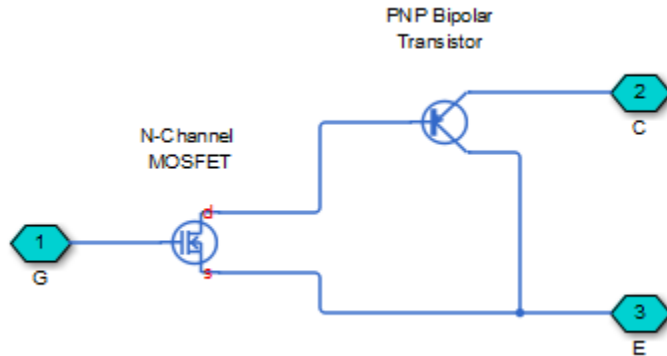 PNP Bipolar
Transistor
2
C
N-Channel
MOSFET
d
1
G
s
3
E